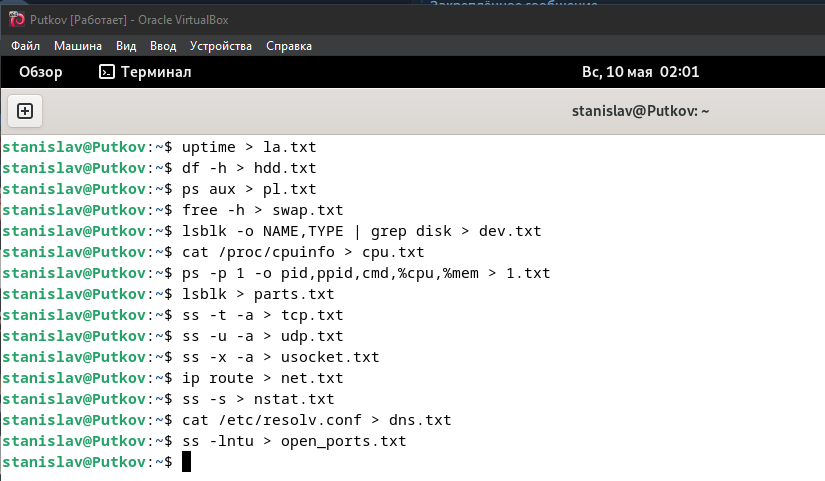 Закреплённое сообщение
Putkov [Работает] - Oracle VirtualBox
Файл Машина Вид Ввод Устройства Справка
Обзор Терминал Вс, 10 мая 02:01
stanislav@Putkov: ~
stanislav@Putkov:~$ uptime > la.txt
stanislav@Putkov:~$ df -h > hdd.txt
stanislav@Putkov:~$ ps aux > pl.txt
stanislav@Putkov:~$ free -h > swap.txt
stanislav@Putkov:~$ lsblk -o NAME,TYPE | grep disk > dev.txt
stanislav@Putkov:~$ cat /proc/cpuinfo > cpu.txt
stanislav@Putkov:~$ ps -p 1 -o pid,ppid,cmd,%cpu,%mem > 1.txt
stanislav@Putkov:~$ lsblk > parts.txt
stanislav@Putkov:~$ ss -t -a > tcp.txt
stanislav@Putkov:~$ ss -u -a > udp.txt
stanislav@Putkov:~$ ss -x -a > usocket.txt
stanislav@Putkov:~$ ip route > net.txt
stanislav@Putkov:~$ ss -s > nstat.txt
stanislav@Putkov:~$ cat /etc/resolv.conf > dns.txt
stanislav@Putkov:~$ ss -lntu > open_ports.txt
stanislav@Putkov:~$